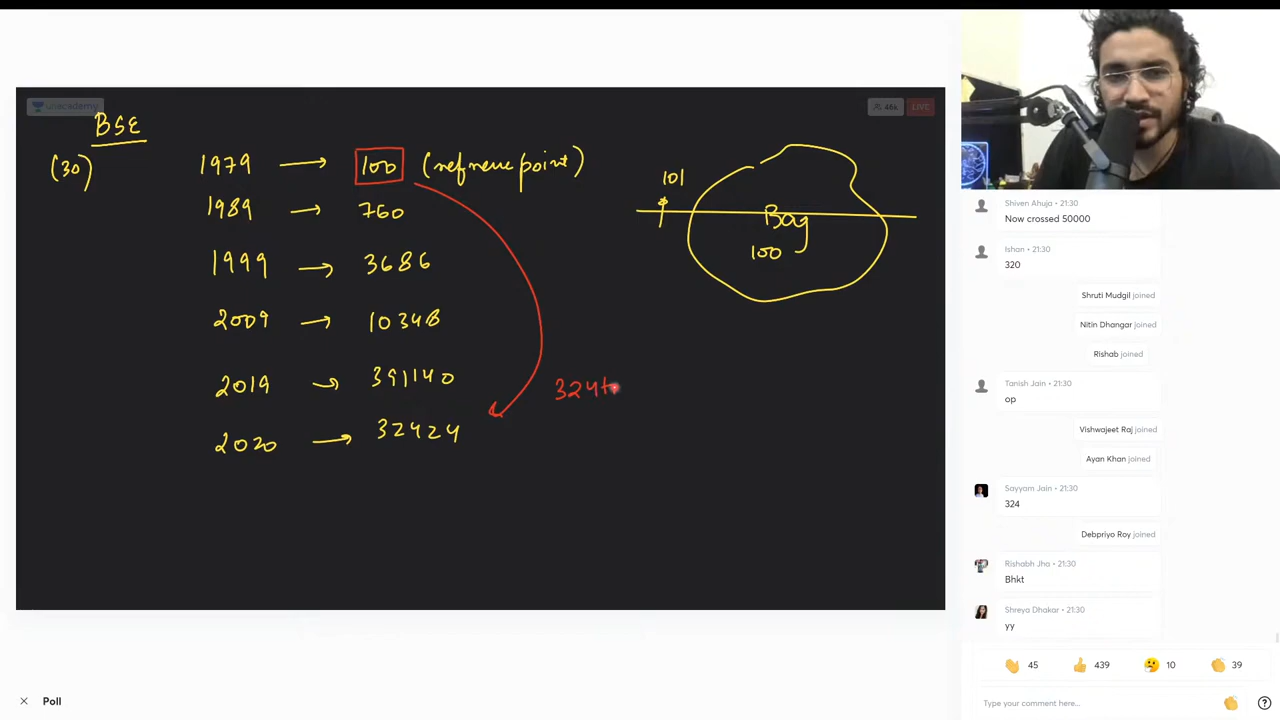 unacademy
48k LIVE
BSE
(30)
1979 → 100 (refrence point)
1989 → 760
1999 → 3686
2009 → 10348
2019 → 391140
2020 → 32424
101
Bag
100
324t
Shiven Ahuja • 21:30
Now crossed 50000
Ishan • 21:30
320
Shruti Mudgil joined
Nitin Dhangar joined
Rishab joined
Tanish Jain • 21:30
op
Vishwajeet Raj joined
Ayan Khan joined
Sayyam Jain • 21:30
324
Debpriyo Roy joined
Rishabh Jha • 21:30
Bhkt
Shreya Dhakar • 21:30
yy
45 439 10 39
Type your comment here...
× Poll